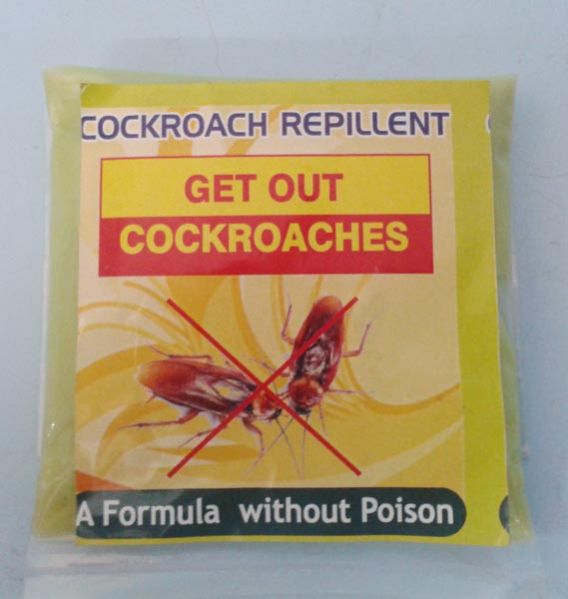 COCKROACH REPILLENT
GET OUT
COCKROACHES
A Formula without Poison